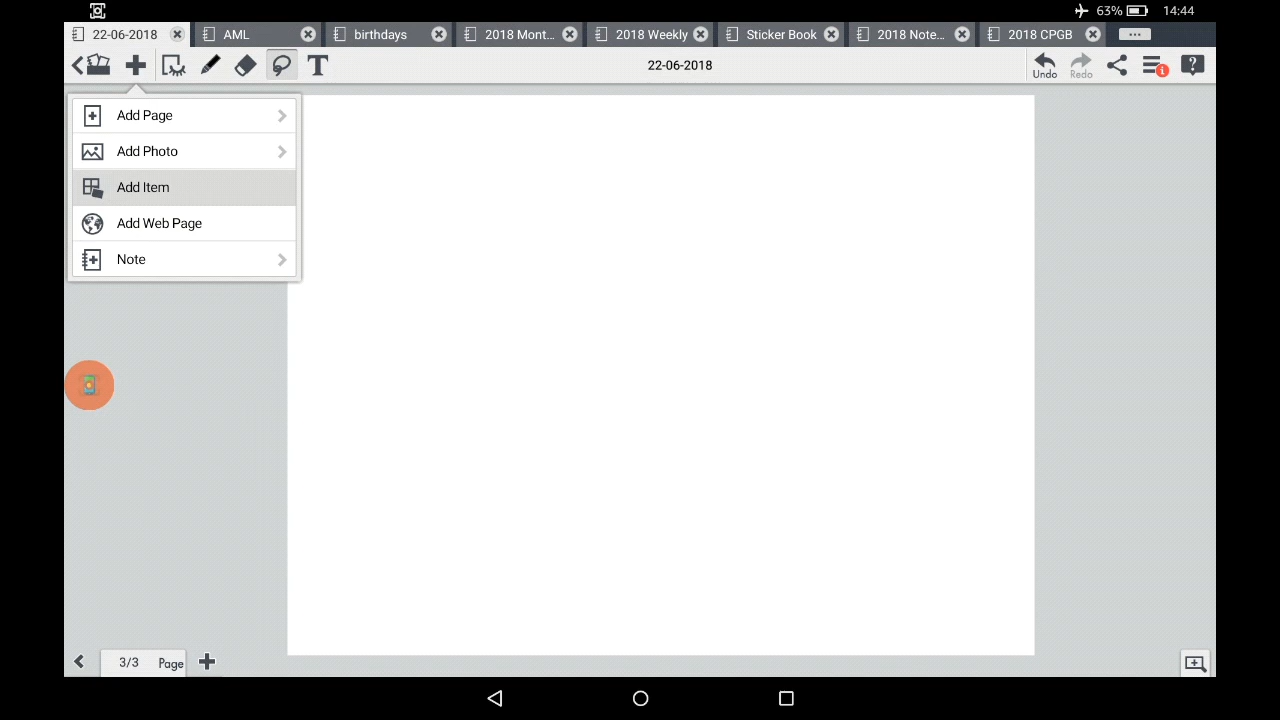 63% 14:44
22-06-2018 AML birthdays 2018 Mont... 2018 Weekly Sticker Book 2018 Note... 2018 CPGB ...
T 22-06-2018 Undo Redo i ?
Add Page
Add Photo
Add Item
Add Web Page
Note
3/3 Page